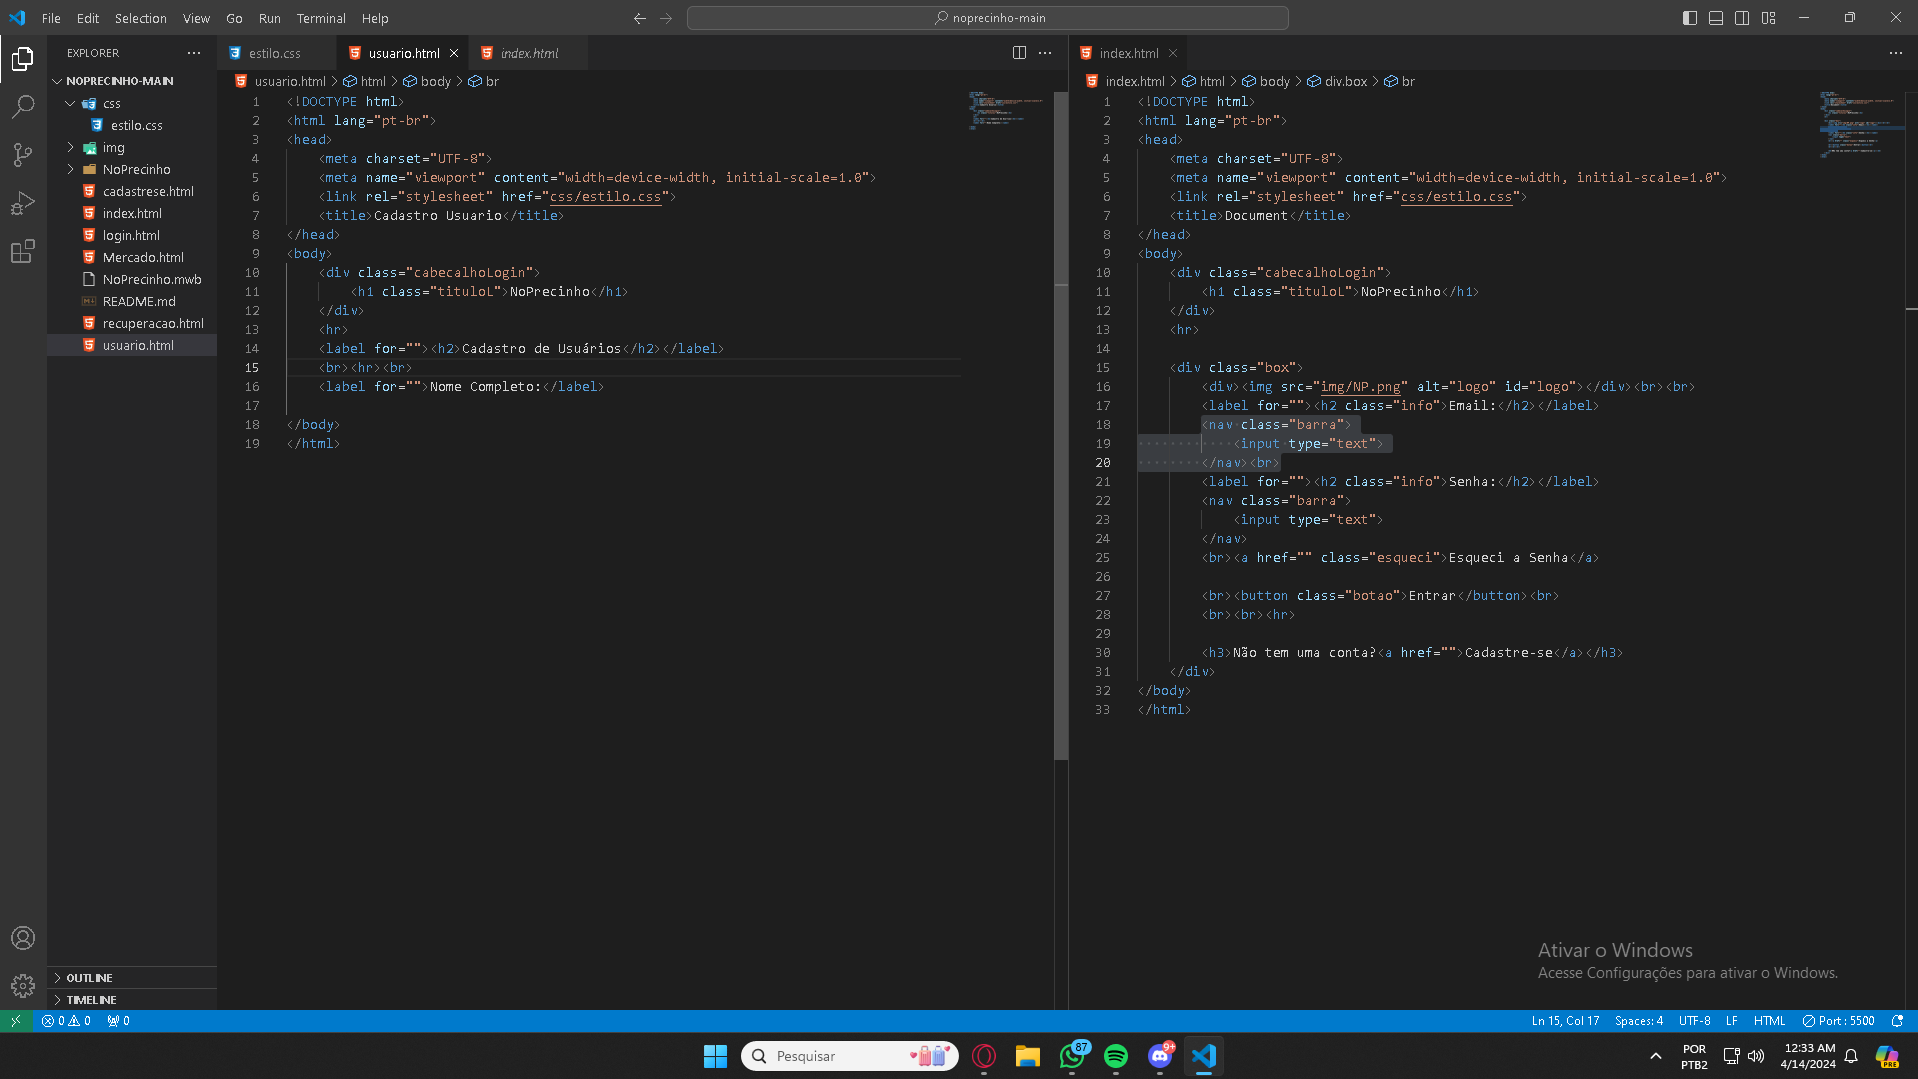 File Edit Selection View Go Run Terminal Help
noprecinho-main
EXPLORER
NOPRECINHO-MAIN
css
estilo.css
img
NoPrecinho
cadastrese.html
index.html
login.html
Mercado.html
NoPrecinho.mwb
README.md
recuperacao.html
usuario.html
OUTLINE
TIMELINE
estilo.css usuario.html index.html
usuario.html > html > body > br
1 <!DOCTYPE html>
2 <html lang="pt-br">
3 <head>
4 <meta charset="UTF-8">
5 <meta name="viewport" content="width=device-width, initial-scale=1.0">
6 <link rel="stylesheet" href="css/estilo.css">
7 <title>Cadastro Usuario</title>
8 </head>
9 <body>
10 <div class="cabecalhoLogin">
11 <h1 class="tituloL">NoPrecinho</h1>
12 </div>
13 <hr>
14 <label for=""><h2>Cadastro de Usuários</h2></label>
15 <br><hr><br>
16 <label for="">Nome Completo:</label>
17
18 </body>
19 </html>
index.html
index.html > html > body > div.box > br
1 <!DOCTYPE html>
2 <html lang="pt-br">
3 <head>
4 <meta charset="UTF-8">
5 <meta name="viewport" content="width=device-width, initial-scale=1.0">
6 <link rel="stylesheet" href="css/estilo.css">
7 <title>Document</title>
8 </head>
9 <body>
10 <div class="cabecalhoLogin">
11 <h1 class="tituloL">NoPrecinho</h1>
12 </div>
13 <hr>
14
15 <div class="box">
16 <div><img src="img/NP.png" alt="logo" id="logo"></div><br><br>
17 <label for=""><h2 class="info">Email:</h2></label>
18 <nav class="barra">
19 <input type="text">
20 </nav><br>
21 <label for=""><h2 class="info">Senha:</h2></label>
22 <nav class="barra">
23 <input type="text">
24 </nav>
25 <br><a href="" class="esqueci">Esqueci a Senha</a>
26
27 <br><button class="botao">Entrar</button><br>
28 <br><br><hr>
29
30 <h3>Não tem uma conta?<a href="">Cadastre-se</a></h3>
31 </div>
32 </body>
33 </html>
Ativar o Windows
Acesse Configurações para ativar o Windows.
0 0 0 Ln 15, Col 17 Spaces: 4 UTF-8 LF HTML Port : 5500
Pesquisar
87
9+
POR
PTB2
12:33 AM
4/14/2024
PRE